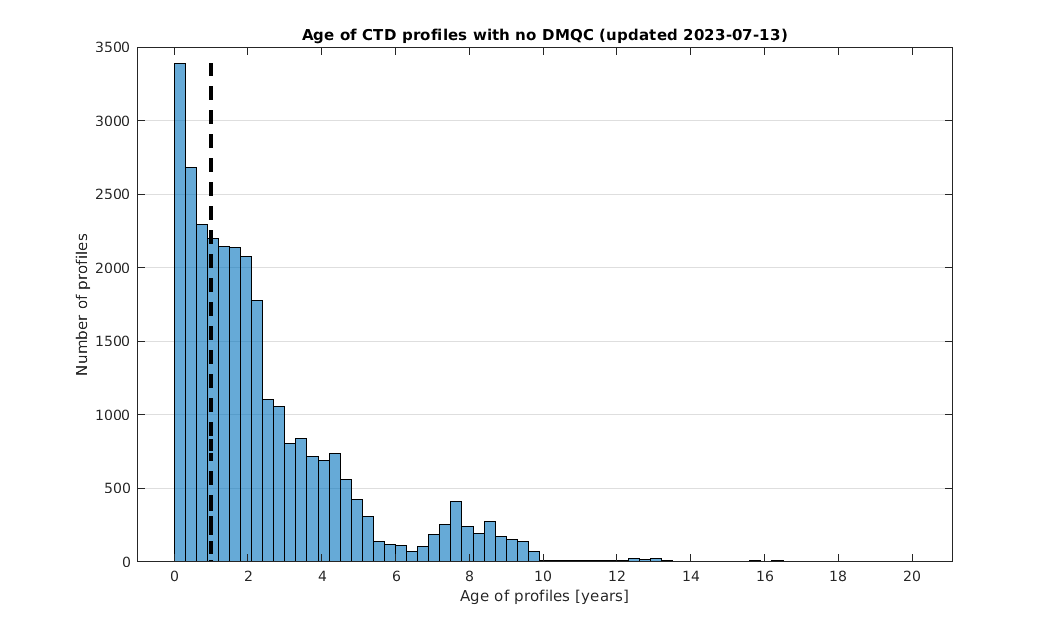 Age of CTD profiles with no DMQC (updated 2023-07-13)
3500
3000
2500
2000
1500
1000
500
0
Number of profiles
0 2 4 6 8 10 12 14 16 18 20
Age of profiles [years]